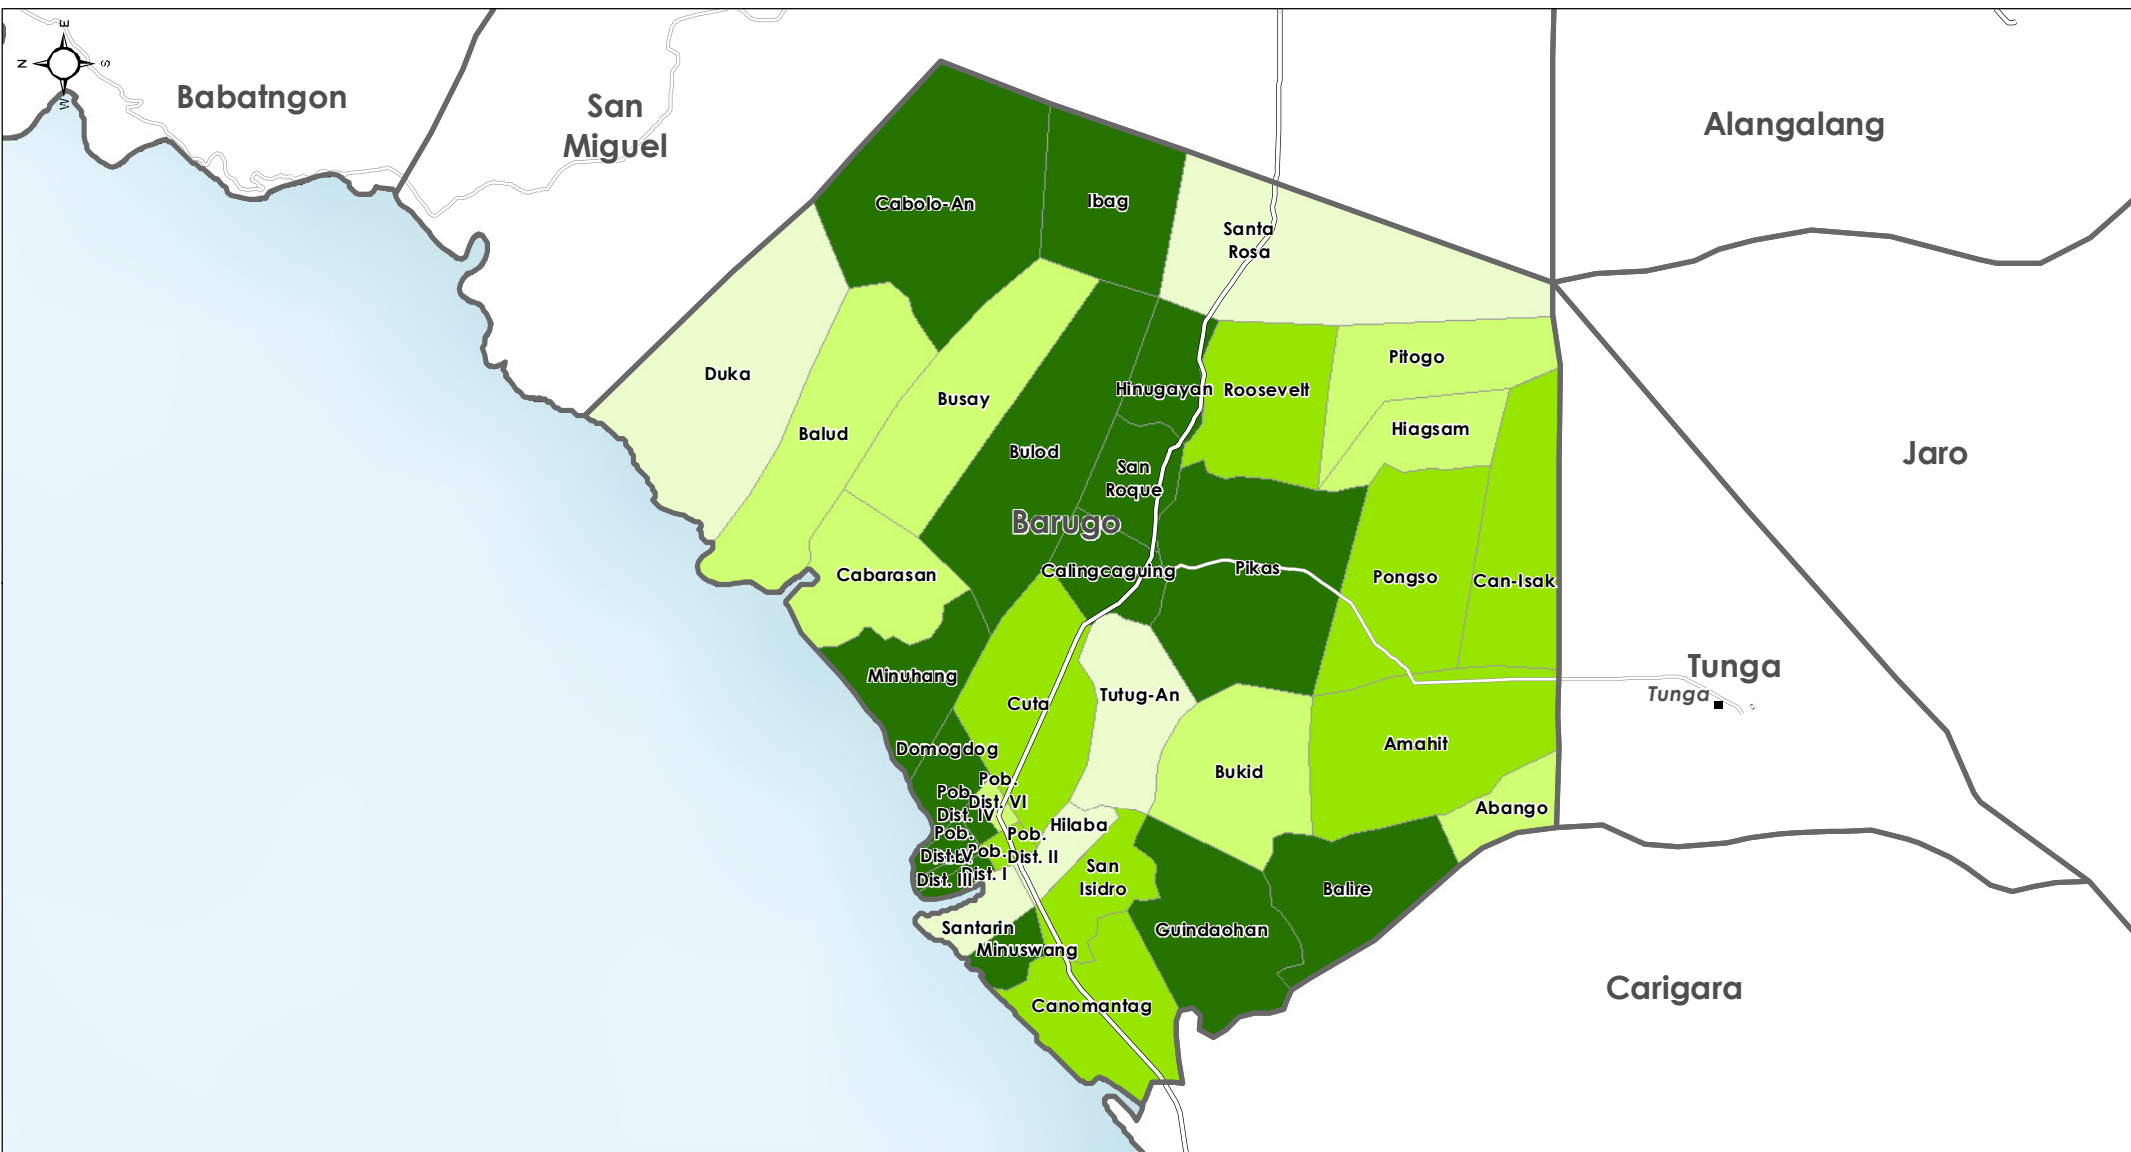 E
N
S
W
Babatngon
San
Miguel
Alangalang
Cabolo-An
Ibag
Santa
Rosa
Duka
Pitogo
Busay
Hinugayan
Roosevelt
Balud
Hiagsam
Bulod
Jaro
San
Roque
Barugo
Cabarasan
Calingcaguing
Pikas
Pongso
Can-Isak
Minuhang
Tunga
Tunga
Cuta
Tutug-An
Domogdog
Amahit
Bukid
Pob.
Dist. VI
Pob.
Dist. IV
Abango
Hilaba
Pob.
Dist. V
Pob.
Dist. II
Pob.
Dist. I
Dist. III
San
Isidro
Balire
Santarin
Guindaohan
Minuswang
Canomantag
Carigara